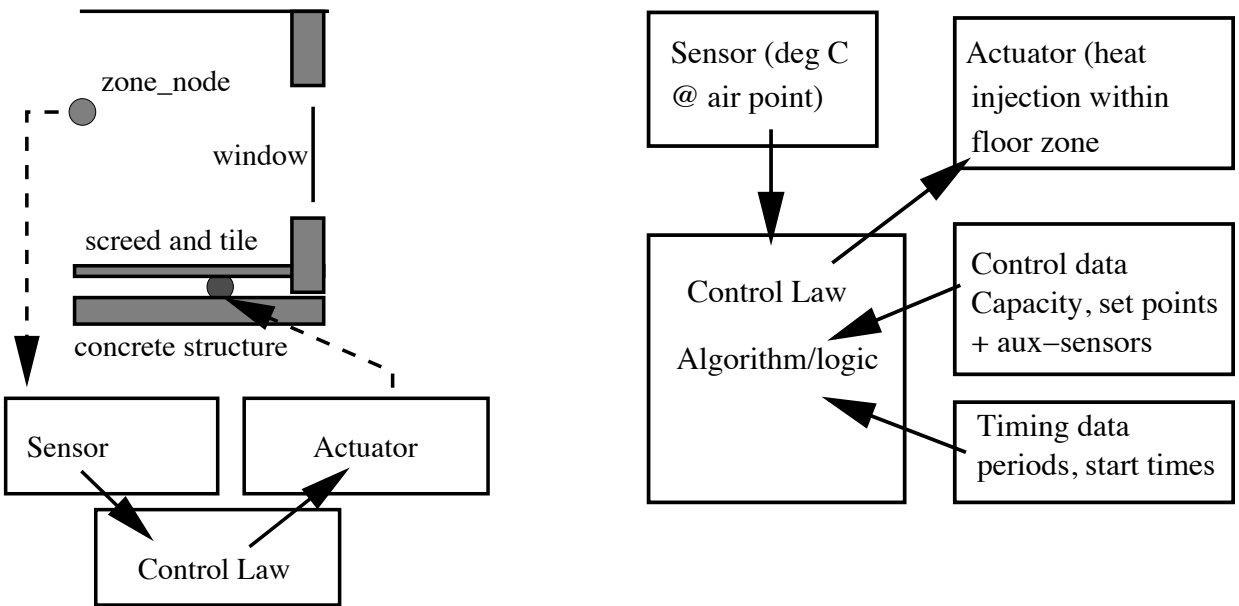 zone_node
window
screed and tile
concrete structure
Sensor
Actuator
Control Law
Sensor (deg C
@ air point)
Actuator (heat
injection within
floor zone
Control Law
Algorithm/logic
Control data
Capacity, set points
+ aux−sensors
Timing data
periods, start times